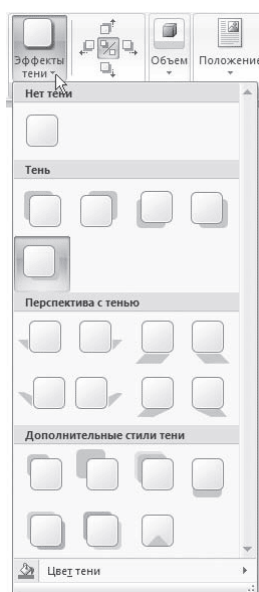 Эффекты
тени
Объем
Положение
Нет тени
Тень
Перспектива с тенью
Дополнительные стили тени
Цвет тени